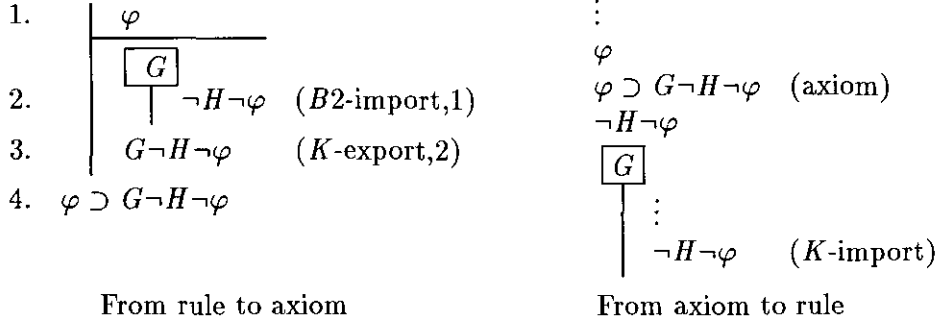 1. φ
G
2. ¬H¬φ (B2-import,1)
3. G¬H¬φ (K-export,2)
4. φ ⊃ G¬H¬φ
From rule to axiom
⋮
φ
φ ⊃ G¬H¬φ (axiom)
¬H¬φ
G
⋮
¬H¬φ (K-import)
From axiom to rule